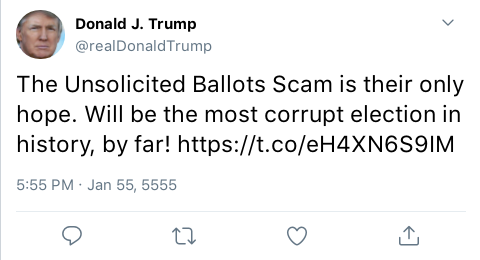 Donald J. Trump
@realDonaldTrump
The Unsolicited Ballots Scam is their only
hope. Will be the most corrupt election in
history, by far! https://t.co/eH4XN6S9IM
5:55 PM · Jan 55, 5555